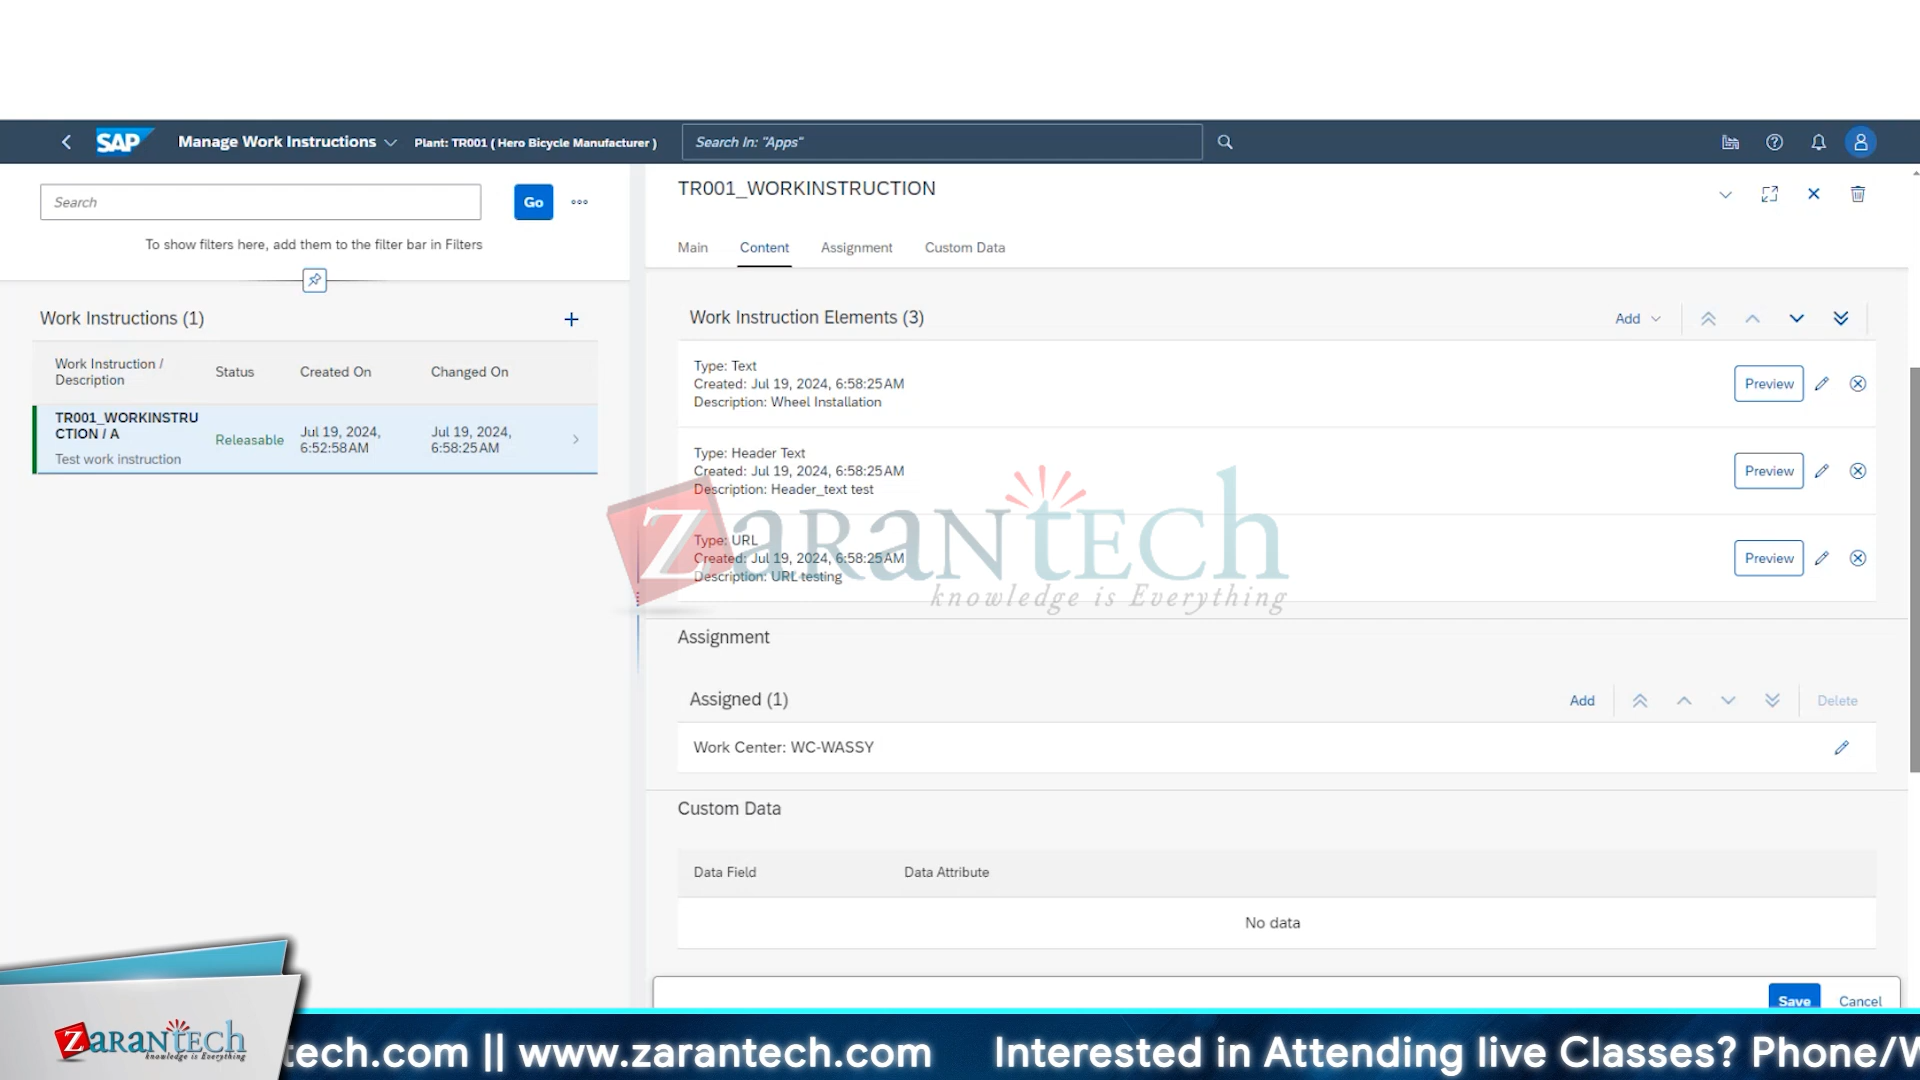 SAP Manage Work Instructions Plant: TR001 ( Hero Bicycle Manufacturer ) Search In: "Apps"
Search Go
To show filters here, add them to the filter bar in Filters
Work Instructions (1)
Work Instruction / Description Status Created On Changed On
TR001_WORKINSTRU
CTION / A
Test work instruction
Releasable
Jul 19, 2024,
6:52:58 AM
Jul 19, 2024,
6:58:25 AM
TR001_WORKINSTRUCTION
Main Content Assignment Custom Data
Work Instruction Elements (3) Add
Type: Text
Created: Jul 19, 2024, 6:58:25 AM
Description: Wheel Installation
Preview
Type: Header Text
Created: Jul 19, 2024, 6:58:25 AM
Description: Header_text test
Preview
Type: URL
Created: Jul 19, 2024, 6:58:25 AM
Description: URL testing
Preview
ZARANTECH
knowledge is Everything
Assignment
Assigned (1) Add Delete
Work Center: WC-WASSY
Custom Data
Data Field Data Attribute
No data
Save Cancel
ZARANTECH
knowledge is Everything
tech.com || www.zarantech.com Interested in Attending live Classes? Phone/W